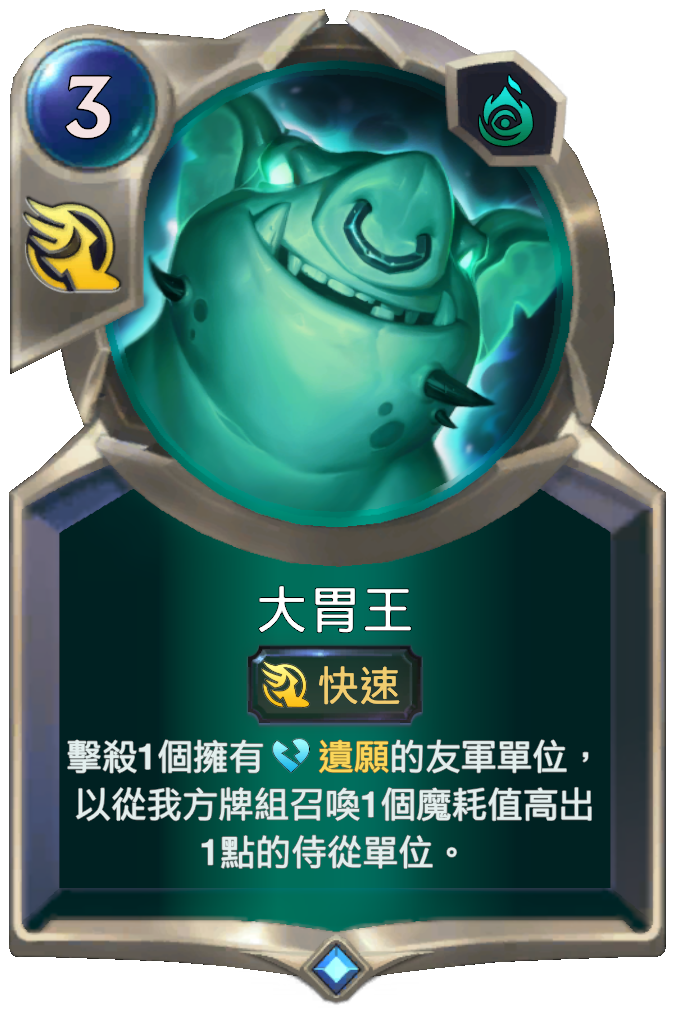 3
大胃王
快速
擊殺1個擁有遺願的友軍單位，
以從我方牌組召喚1個魔耗值高出
1點的侍從單位。